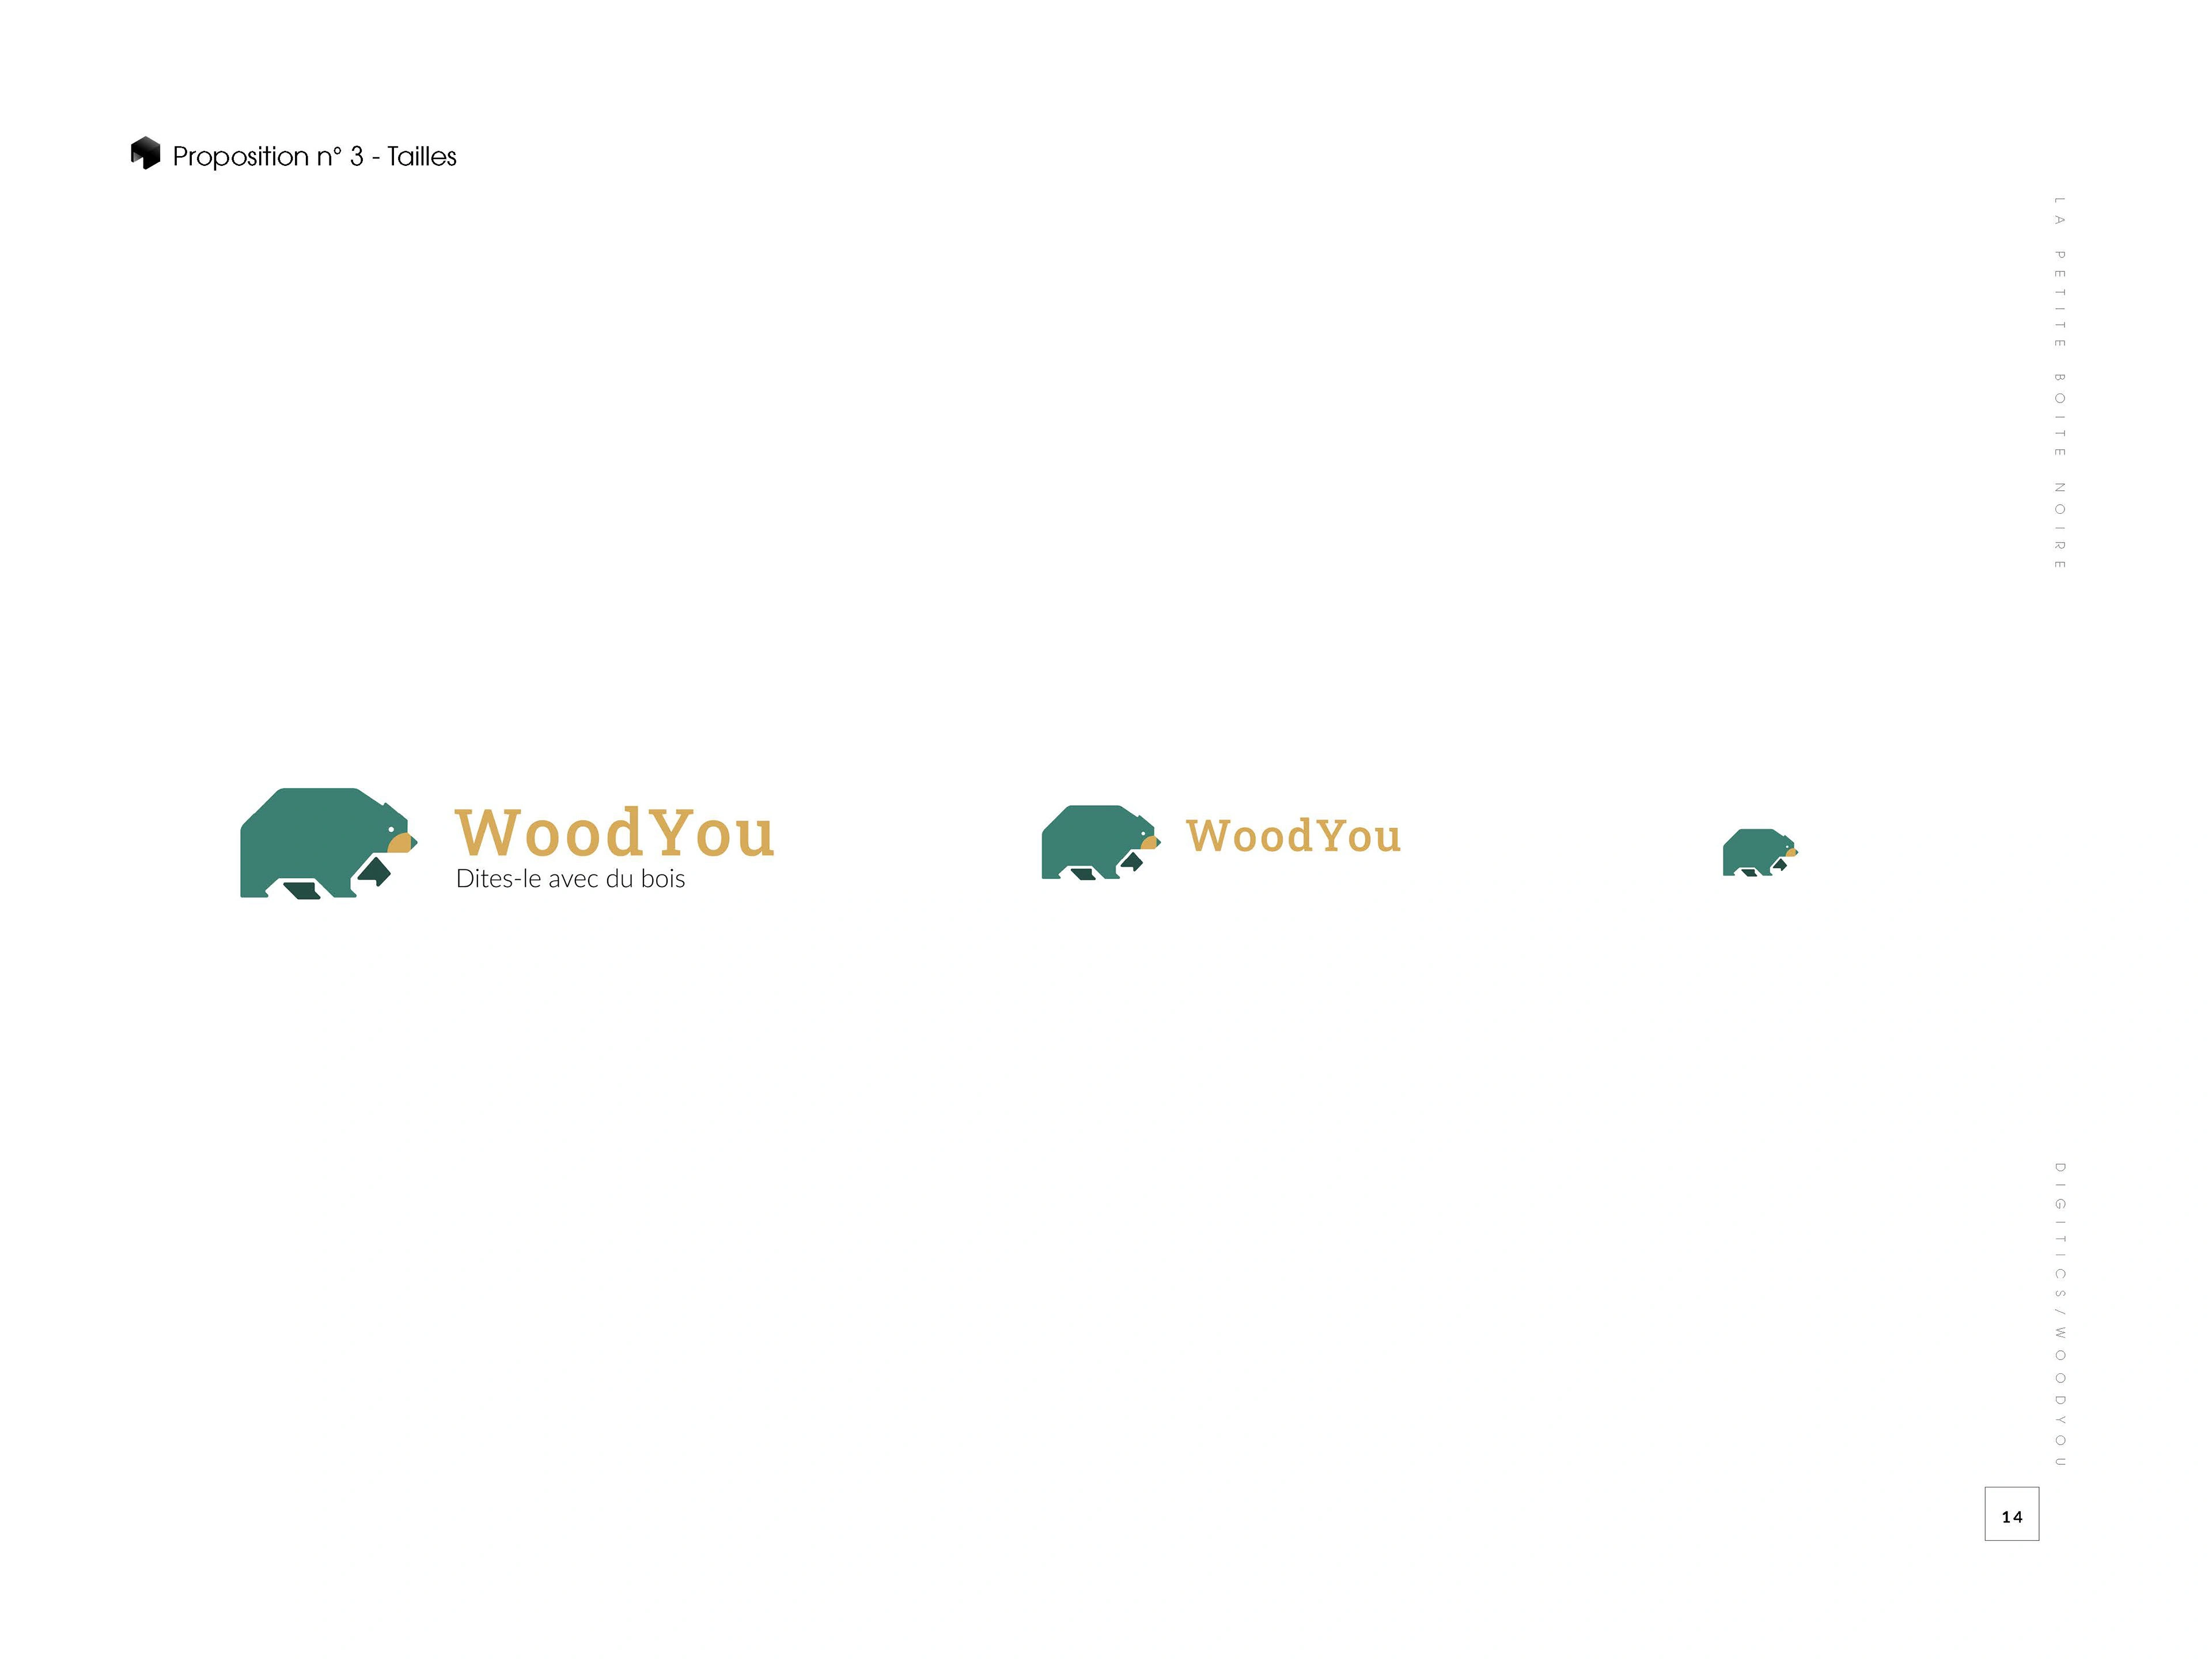 Proposition n° 3 - Tailles
LA PETITE BOITE NOIRE
WoodYou
Dites-le avec du bois
WoodYou
DIGITICS/WOODYOU
14